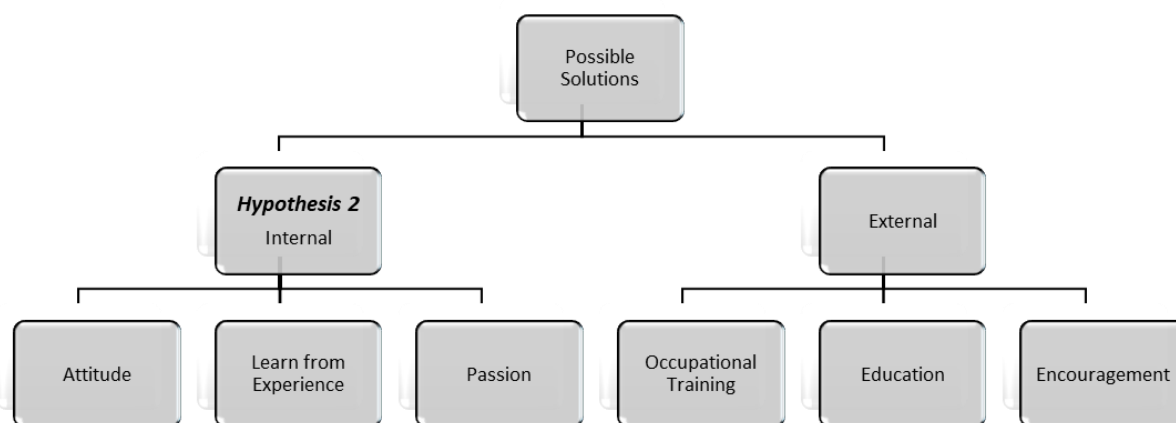 Possible
Solutions
Hypothesis 2
Internal
External
Attitude
Learn from
Experience
Passion
Occupational
Training
Education
Encouragement